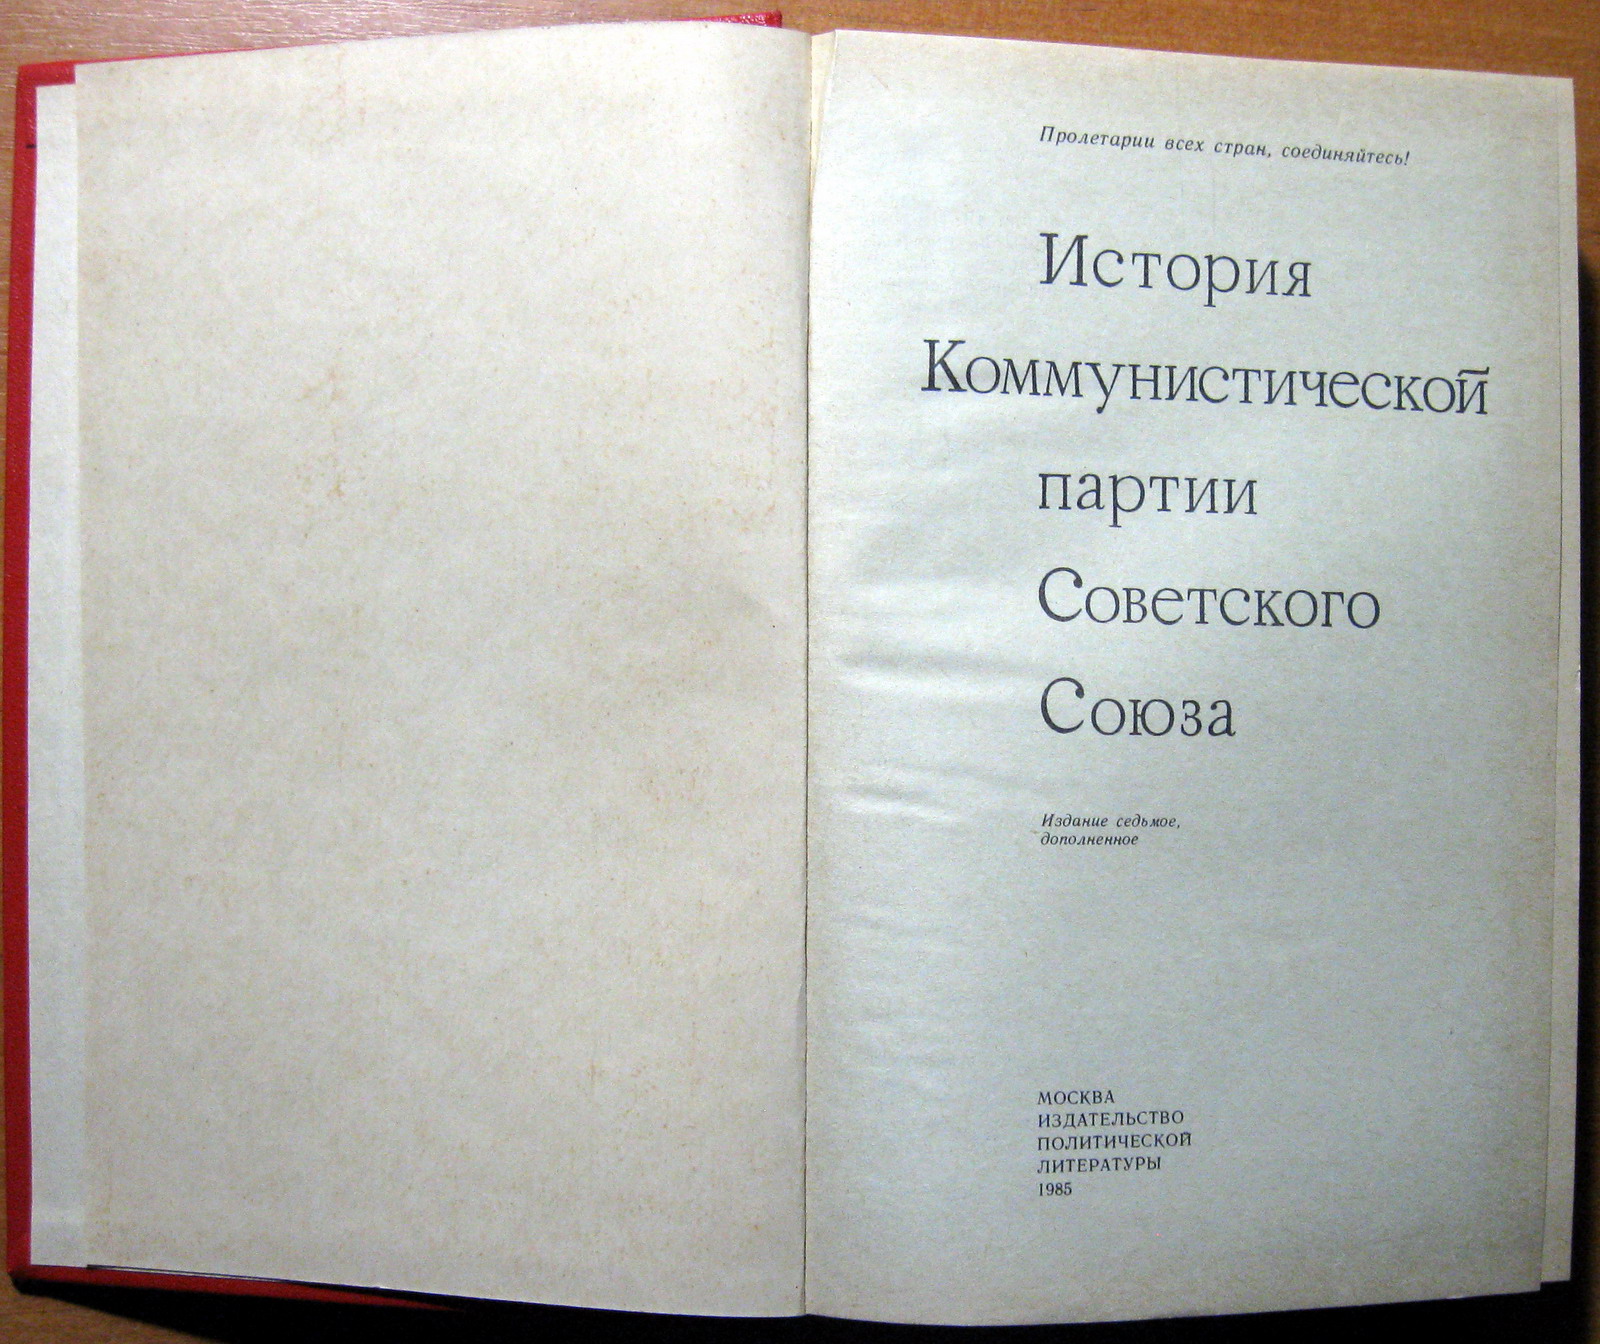 Пролетарии всех стран, соединяйтесь!
История
Коммунистической
партии
Советского
Союза
Издание седьмое,
дополненное
МОСКВА
ИЗДАТЕЛЬСТВО
ПОЛИТИЧЕСКОЙ
ЛИТЕРАТУРЫ
1985